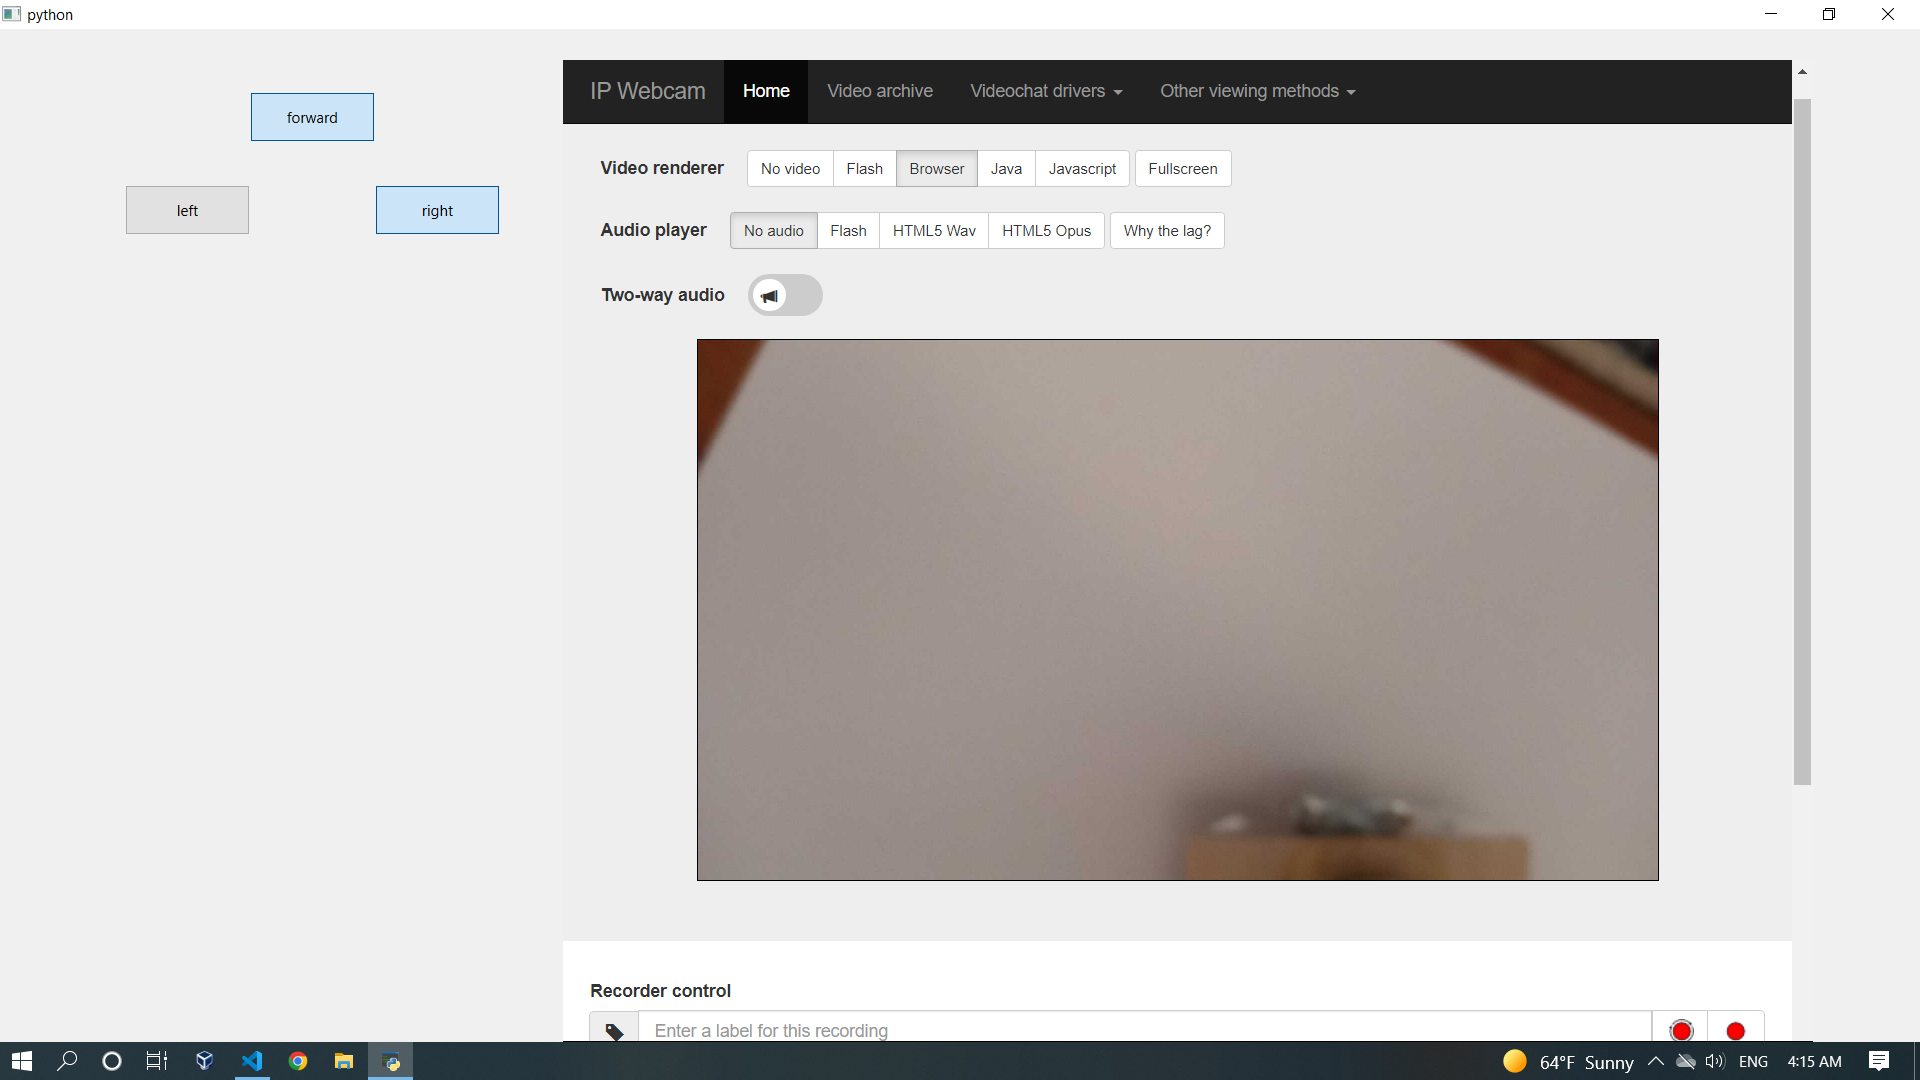 python
forward
left
right
IP Webcam Home Video archive Videochat drivers Other viewing methods
Video renderer No video Flash Browser Java Javascript Fullscreen
Audio player No audio Flash HTML5 Wav HTML5 Opus Why the lag?
Two-way audio
Recorder control
Enter a label for this recording
64°F Sunny ENG 4:15 AM